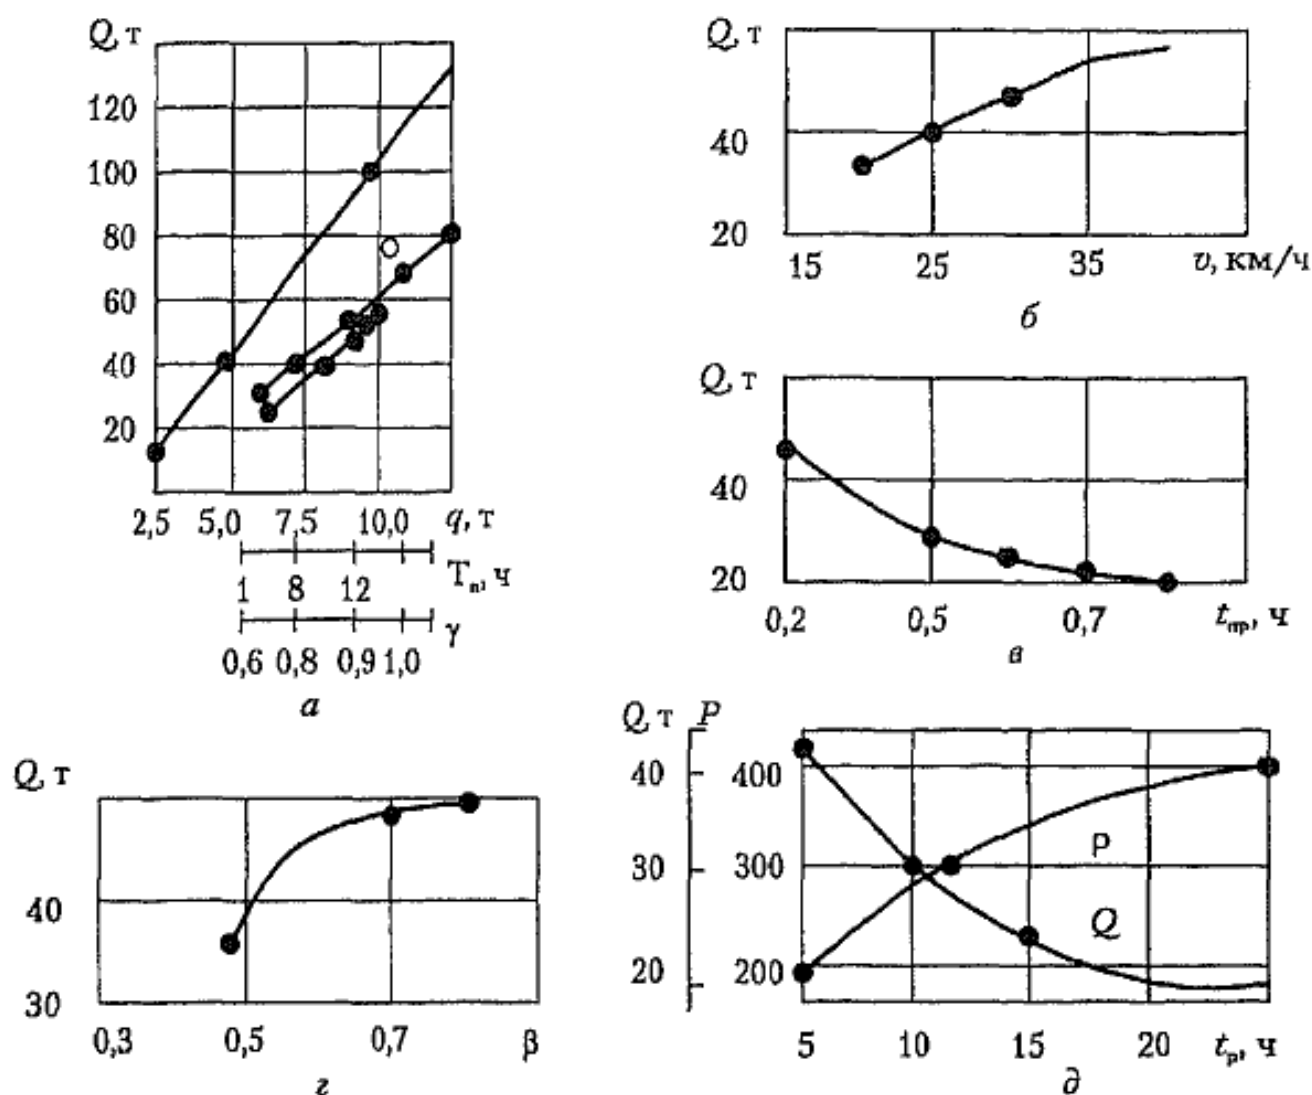 Q, т
120
100
80
60
40
20
2,5 5,0 7,5 10,0 q, т
Tп, ч
1 8 12
γ
0,6 0,8 0,9 1,0
а
Q, т
40
20
15 25 35 v, км/ч
б
Q, т
40
20
0,2 0,5 0,7 tпр, ч
в
Q, т
40
30
0,3 0,5 0,7 β
г
Q, т P
40 400
30 300
20 200
P
Q
5 10 15 20 tр, ч
д